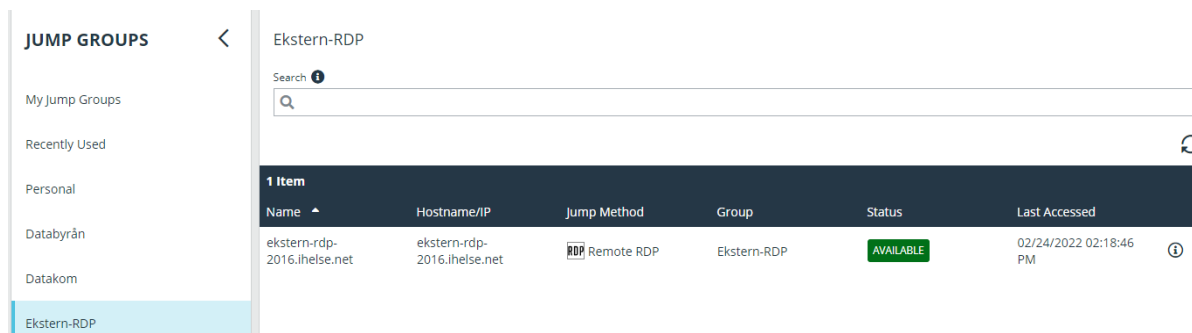 JUMP GROUPS
My Jump Groups
Recently Used
Personal
Databyrån
Datakom
Ekstern-RDP
Ekstern-RDP
Search
1 Item
Name Hostname/IP Jump Method Group Status Last Accessed
ekstern-rdp- ekstern-rdp- RDP Remote RDP Ekstern-RDP AVAILABLE 02/24/2022 02:18:46
2016.ihelse.net 2016.ihelse.net PM